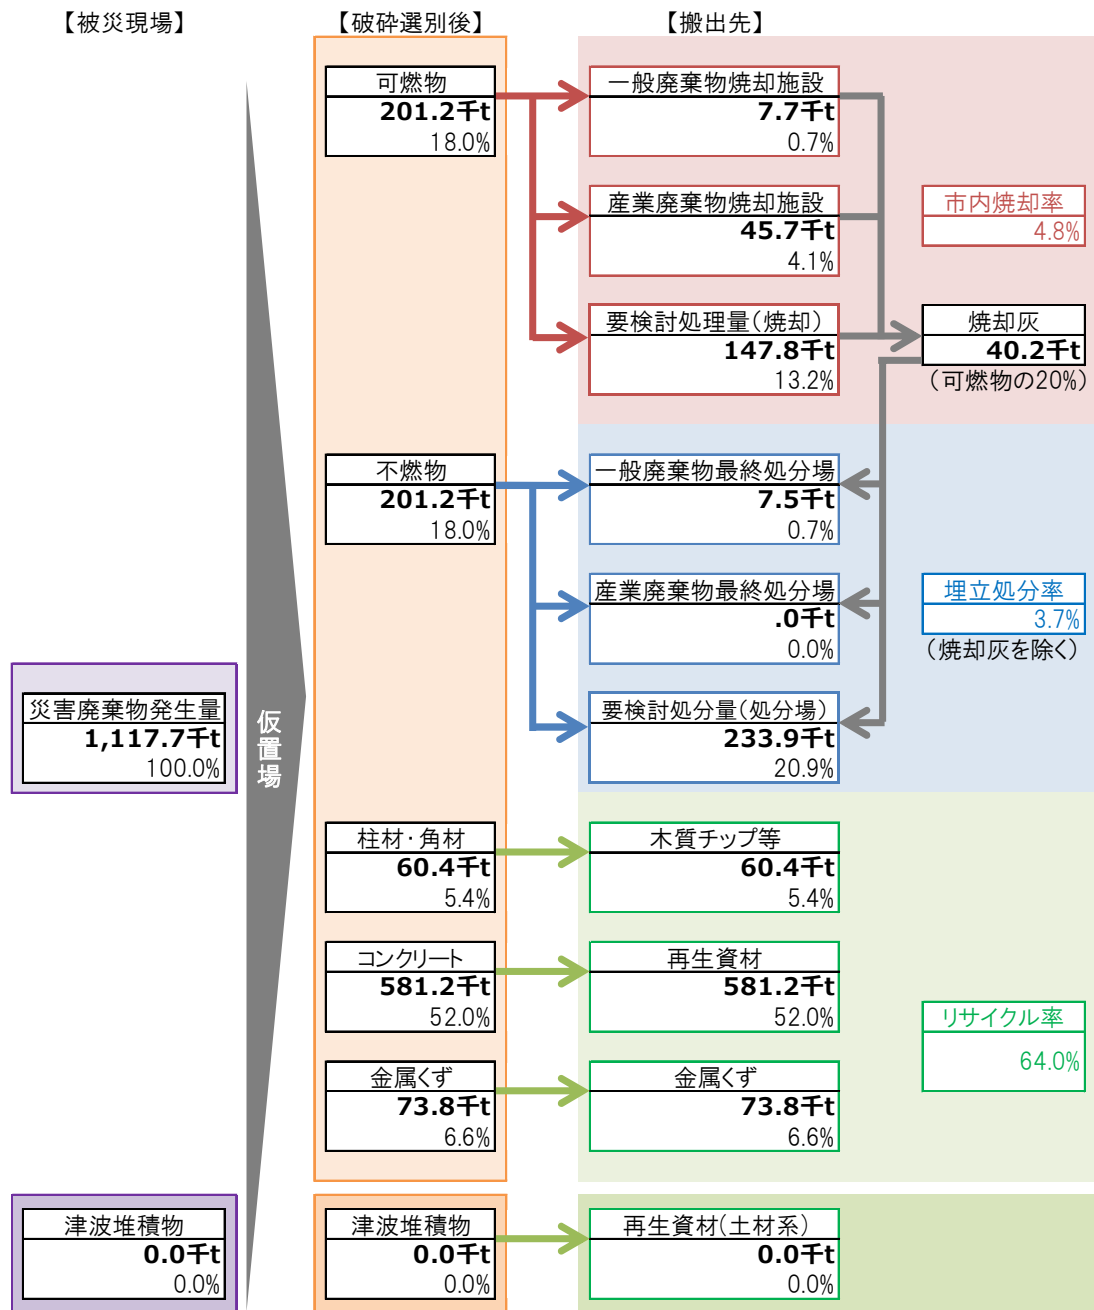 【被災現場】
【破砕選別後】
【搬出先】
可燃物
201.2千t
18.0%
一般廃棄物焼却施設
7.7千t
0.7%
産業廃棄物焼却施設
45.7千t
4.1%
市内焼却率
4.8%
要検討処理量(焼却)
147.8千t
13.2%
焼却灰
40.2千t
(可燃物の20%)
不燃物
201.2千t
18.0%
一般廃棄物最終処分場
7.5千t
0.7%
産業廃棄物最終処分場
.0千t
0.0%
埋立処分率
3.7%
(焼却灰を除く)
災害廃棄物発生量
1,117.7千t
100.0%
仮置場
要検討処分量(処分場)
233.9千t
20.9%
柱材・角材
60.4千t
5.4%
木質チップ等
60.4千t
5.4%
コンクリート
581.2千t
52.0%
再生資材
581.2千t
52.0%
リサイクル率
64.0%
金属くず
73.8千t
6.6%
金属くず
73.8千t
6.6%
津波堆積物
0.0千t
0.0%
津波堆積物
0.0千t
0.0%
再生資材(土材系)
0.0千t
0.0%